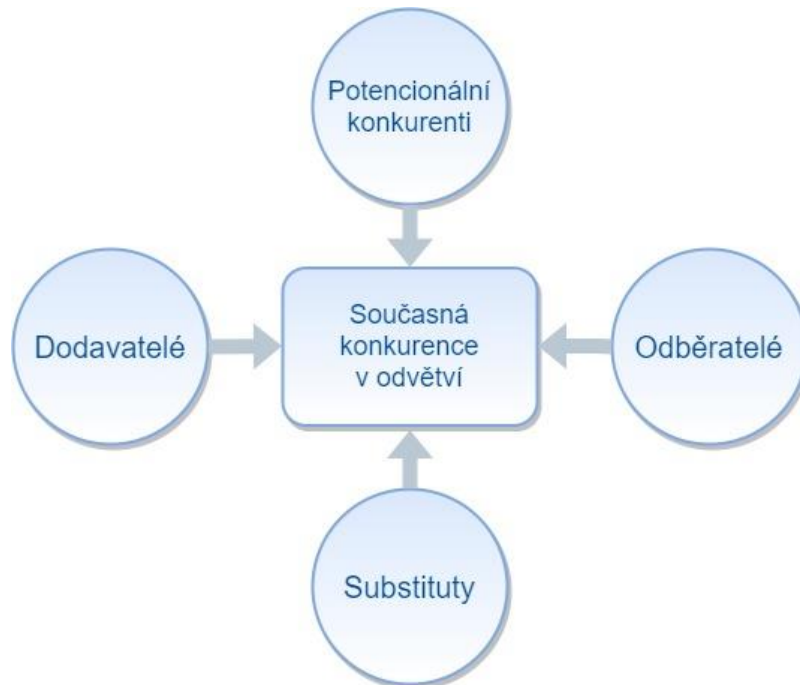 Potencionální
konkurenti
Dodavatelé
Současná
konkurence
v odvětví
Odběratelé
Substituty